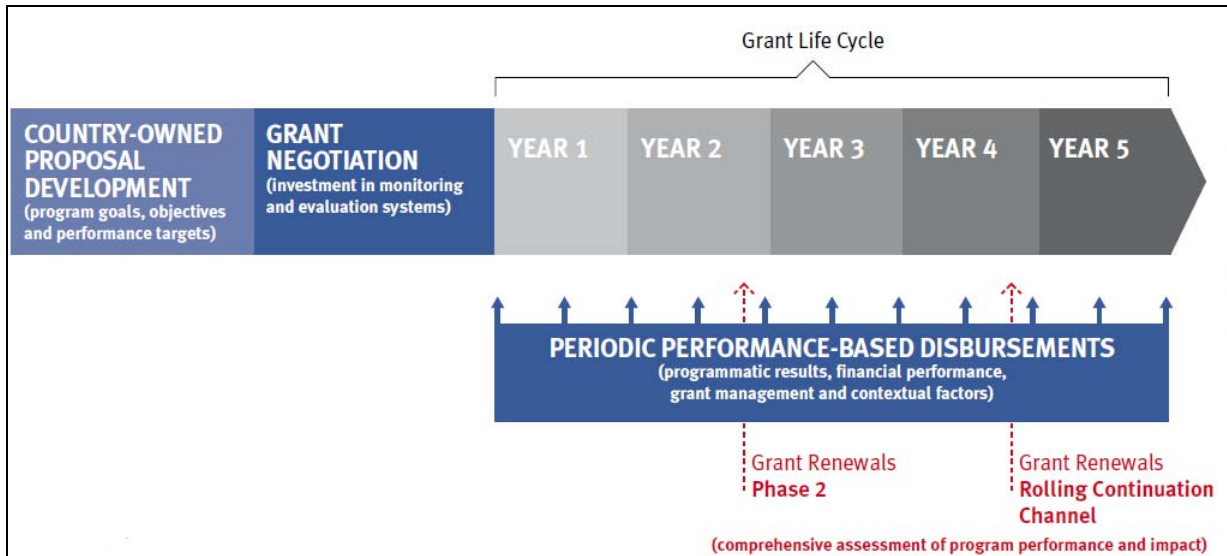 Grant Life Cycle
COUNTRY-OWNED
PROPOSAL
DEVELOPMENT
(program goals, objectives
and performance targets)
GRANT
NEGOTIATION
(investment in monitoring
and evaluation systems)
YEAR 1
YEAR 2
YEAR 3
YEAR 4
YEAR 5
PERIODIC PERFORMANCE-BASED DISBURSEMENTS
(programmatic results, financial performance,
grant management and contextual factors)
Grant Renewals
Phase 2
Grant Renewals
Rolling Continuation
Channel
(comprehensive assessment of program performance and impact)